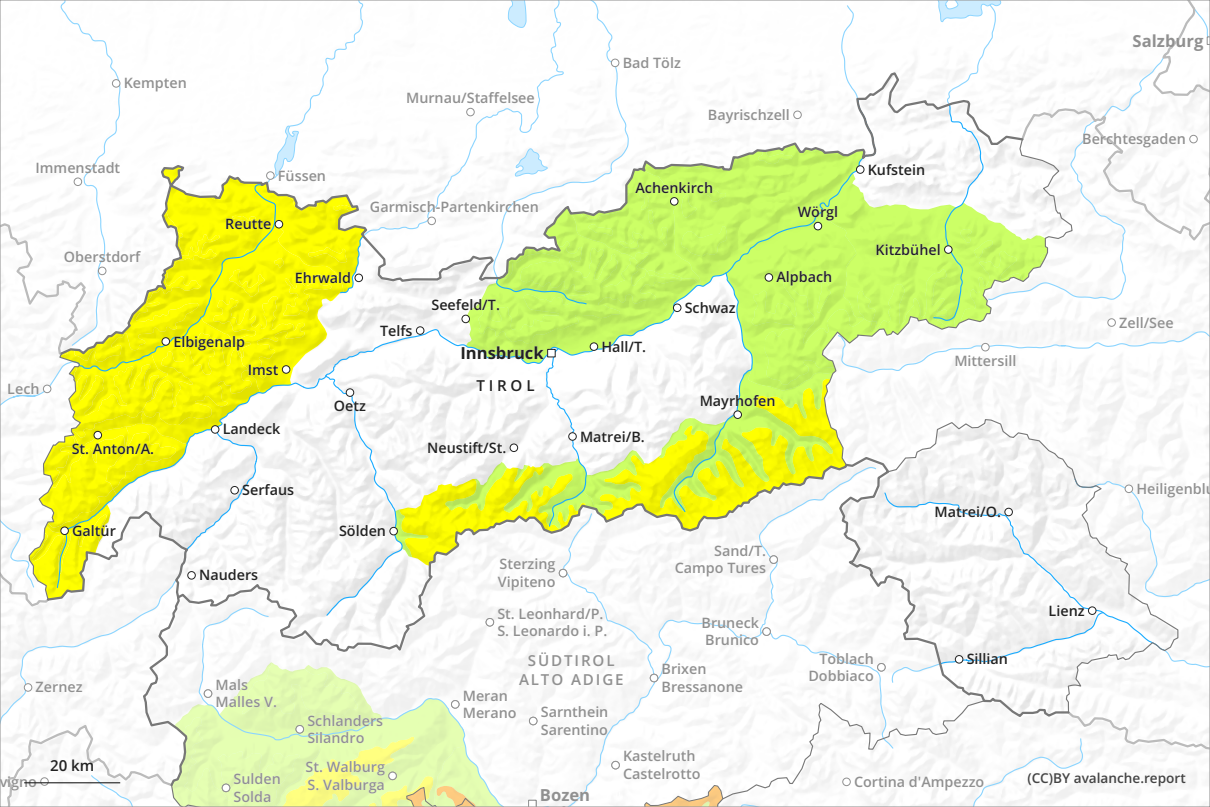 Salzburg
Bad Tölz
Kempten
Murnau/Staffelsee
Bayrischzell
Berchtesgaden
Immenstadt
Füssen
Kufstein
Achenkirch
Garmisch-Partenkirchen
Wörgl
Reutte
Kitzbühel
Oberstdorf
Ehrwald
Alpbach
Seefeld/T.
Schwaz
Zell/See
Telfs
Elbigenalp
Innsbruck
Hall/T.
Mittersill
Imst
TIROL
Lech
Oetz
Mayrhofen
Landeck
Matrei/B.
St. Anton/A.
Neustift/St.
Serfaus
Heiligenblu
Matrei/O.
Galtür
Sölden
Sand/T.
Campo Tures
Sterzing
Vipiteno
Nauders
St. Leonhard/P.
S. Leonardo i. P.
Lienz
Bruneck
Brunico
SÜDTIROL
ALTO ADIGE
Toblach
Dobbiaco
Sillian
Brixen
Bressanone
Zernez
Mals
Malles V.
Meran
Merano
Sarnthein
Sarentino
Schlanders
Silandro
Kastelruth
Castelrotto
20 km
St. Walburg
S. Valburga
Sulden
Solda
vigno
Cortina d'Ampezzo
(CC)BY avalanche.report
Bozen